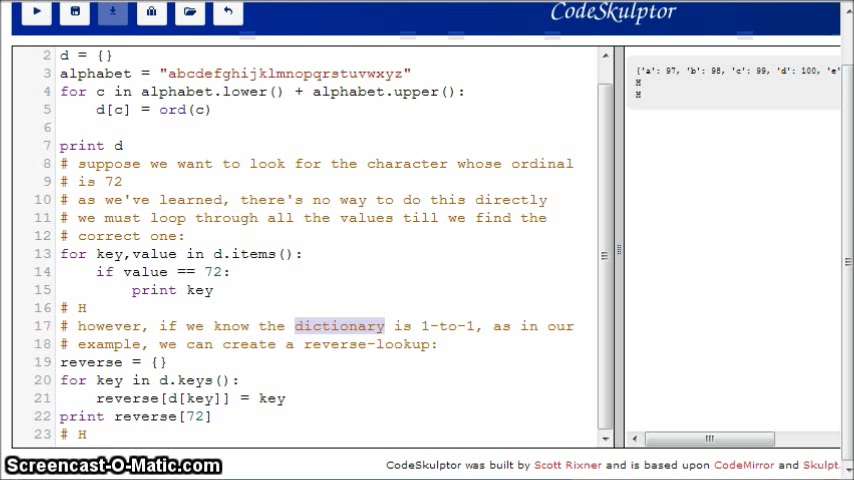 CodeSkulptor
2 d = {}
3 alphabet = "abcdefghijklmnopqrstuvwxyz"
4 for c in alphabet.lower() + alphabet.upper():
5     d[c] = ord(c)
6
7 print d
8 # suppose we want to look for the character whose ordinal
9 # is 72
10 # as we've learned, there's no way to do this directly
11 # we must loop through all the values till we find the
12 # correct one:
13 for key,value in d.items():
14     if value == 72:
15         print key
16 # H
17 # however, if we know the dictionary is 1-to-1, as in our
18 # example, we can create a reverse-lookup:
19 reverse = {}
20 for key in d.keys():
21     reverse[d[key]] = key
22 print reverse[72]
23 # H
{'a': 97, 'b': 98, 'c': 99, 'd': 100, 'e'
H
H
CodeSkulptor was built by Scott Rixner and is based upon CodeMirror and Skulpt.
Screencast-O-Matic.com